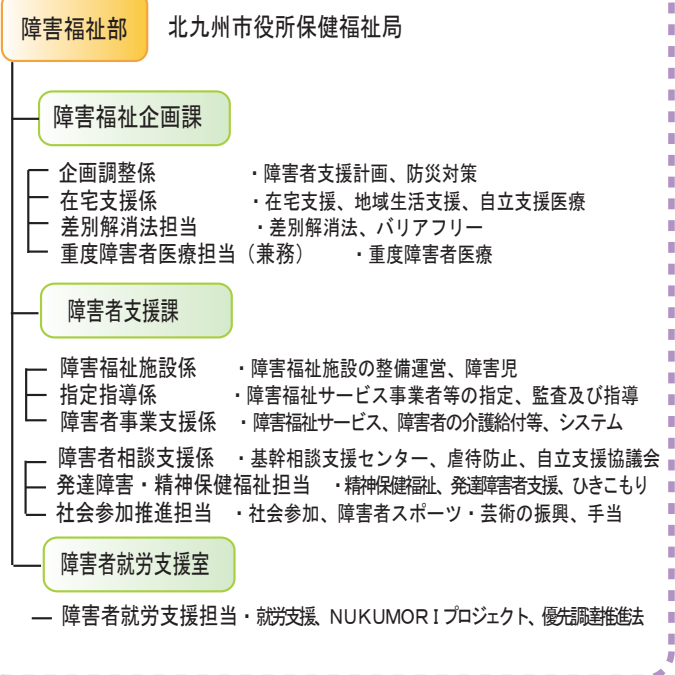 障害福祉部 北九州市役所保健福祉局
障害福祉企画課
企画調整係 ・障害者支援計画、防災対策
在宅支援係 ・在宅支援、地域生活支援、自立支援医療
差別解消法担当 ・差別解消法、バリアフリー
重度障害者医療担当（兼務） ・重度障害者医療
障害者支援課
障害福祉施設係 ・障害福祉施設の整備運営、障害児
指定指導係 ・障害福祉サービス事業者等の指定、監査及び指導
障害者事業支援係 ・障害福祉サービス、障害者の介護給付等、システム
障害者相談支援係 ・基幹相談支援センター、虐待防止、自立支援協議会
発達障害・精神保健福祉担当 ・精神保健福祉、発達障害者支援、ひきこもり
社会参加推進担当 ・社会参加、障害者スポーツ・芸術の振興、手当
障害者就労支援室
障害者就労支援担当・就労支援、NUKUMORIプロジェクト、優先調達推進法